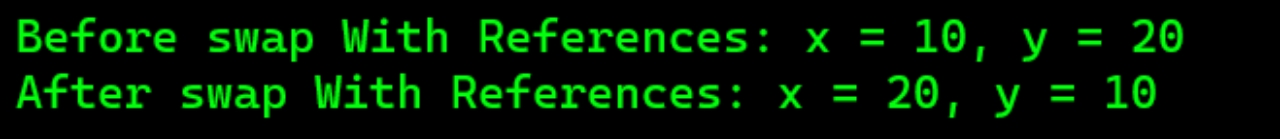 Before swap With References: x = 10, y = 20
After swap With References: x = 20, y = 10